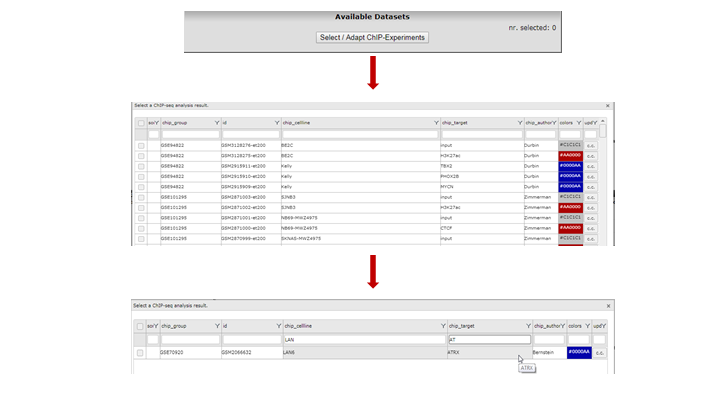 Available Datasets
nr. selected: 0
Select / Adapt ChIP-Experiments
Select a ChIP-seq analysis result.
chip_group id chip_cellline chip_target chip_author colors upd
GSE94822 GSM3128276-et200 BE2C input Durbin #C1C1C1 c.c.
GSE94822 GSM3128275-et200 BE2C H3K27ac Durbin #AA0000 c.c.
GSE94822 GSM2915911-et200 Kelly TBX2 Durbin #0000AA c.c.
GSE94822 GSM2915910-et200 Kelly PHOX2B Durbin #0000AA c.c.
GSE94822 GSM2915909-et200 Kelly MYCN Durbin #0000AA c.c.
GSE101295 GSM2871003-et200 SJNB3 input Zimmerman #C1C1C1 c.c.
GSE101295 GSM2871002-et200 SJNB3 H3K27ac Zimmerman #AA0000 c.c.
GSE101295 GSM2871001-et200 NB69-MWZ4975 input Zimmerman #C1C1C1 c.c.
GSE101295 GSM2871000-et200 NB69-MWZ4975 CTCF Zimmerman #AA0000 c.c.
GSE101295 GSM2870999-et200 SKNAS-MWZ4975 input Zimmerman #C1C1C1 c.c.
Select a ChIP-seq analysis result.
chip_group id chip_cellline chip_target chip_author colors upd
LAN AT
GSE70920 GSM2066632 LAN6 ATRX Bernstein #0000AA c.c.
ATRX